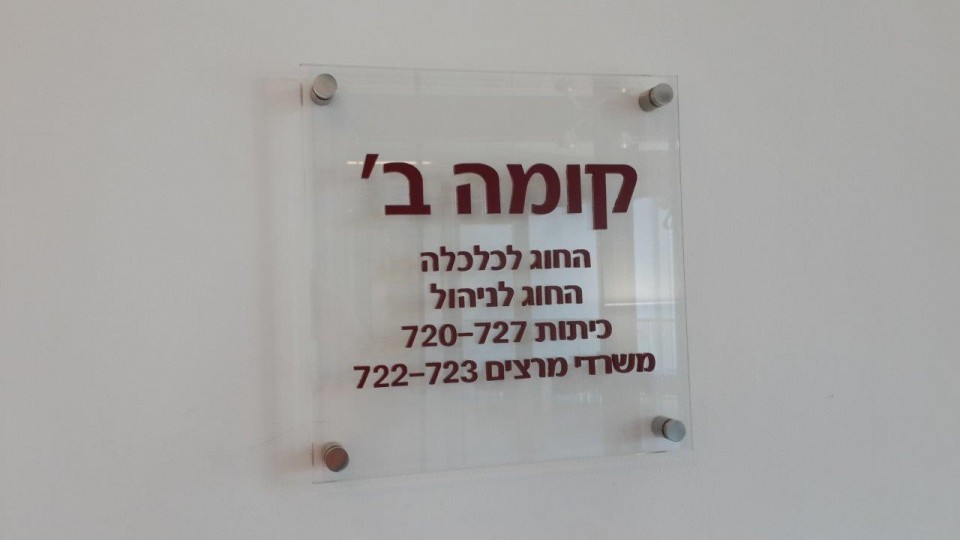 קומה ב'
החוג לכלכלה
החוג לניהול
כיתות 720-727
משרדי מרצים 722-723